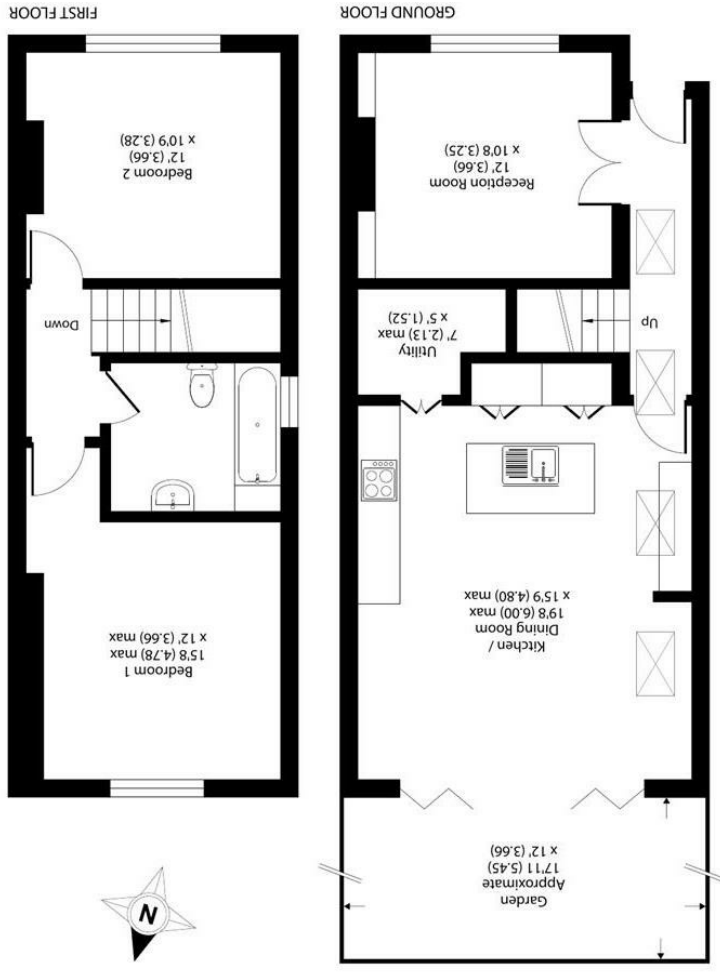 GROUND FLOOR
Reception Room
12' (3.66)
x 10'8 (3.25)
Up
Utility
7' (2.13) max
x 5' (1.52)
Kitchen /
Dining Room
19'8 (6.00) max
x 15'9 (4.80) max
Garden
Approximate
17'11 (5.45)
x 12' (3.66)
FIRST FLOOR
Bedroom 2
12' (3.66)
x 10'9 (3.28)
Down
Bedroom 1
15'8 (4.78) max
x 12' (3.66) max
N